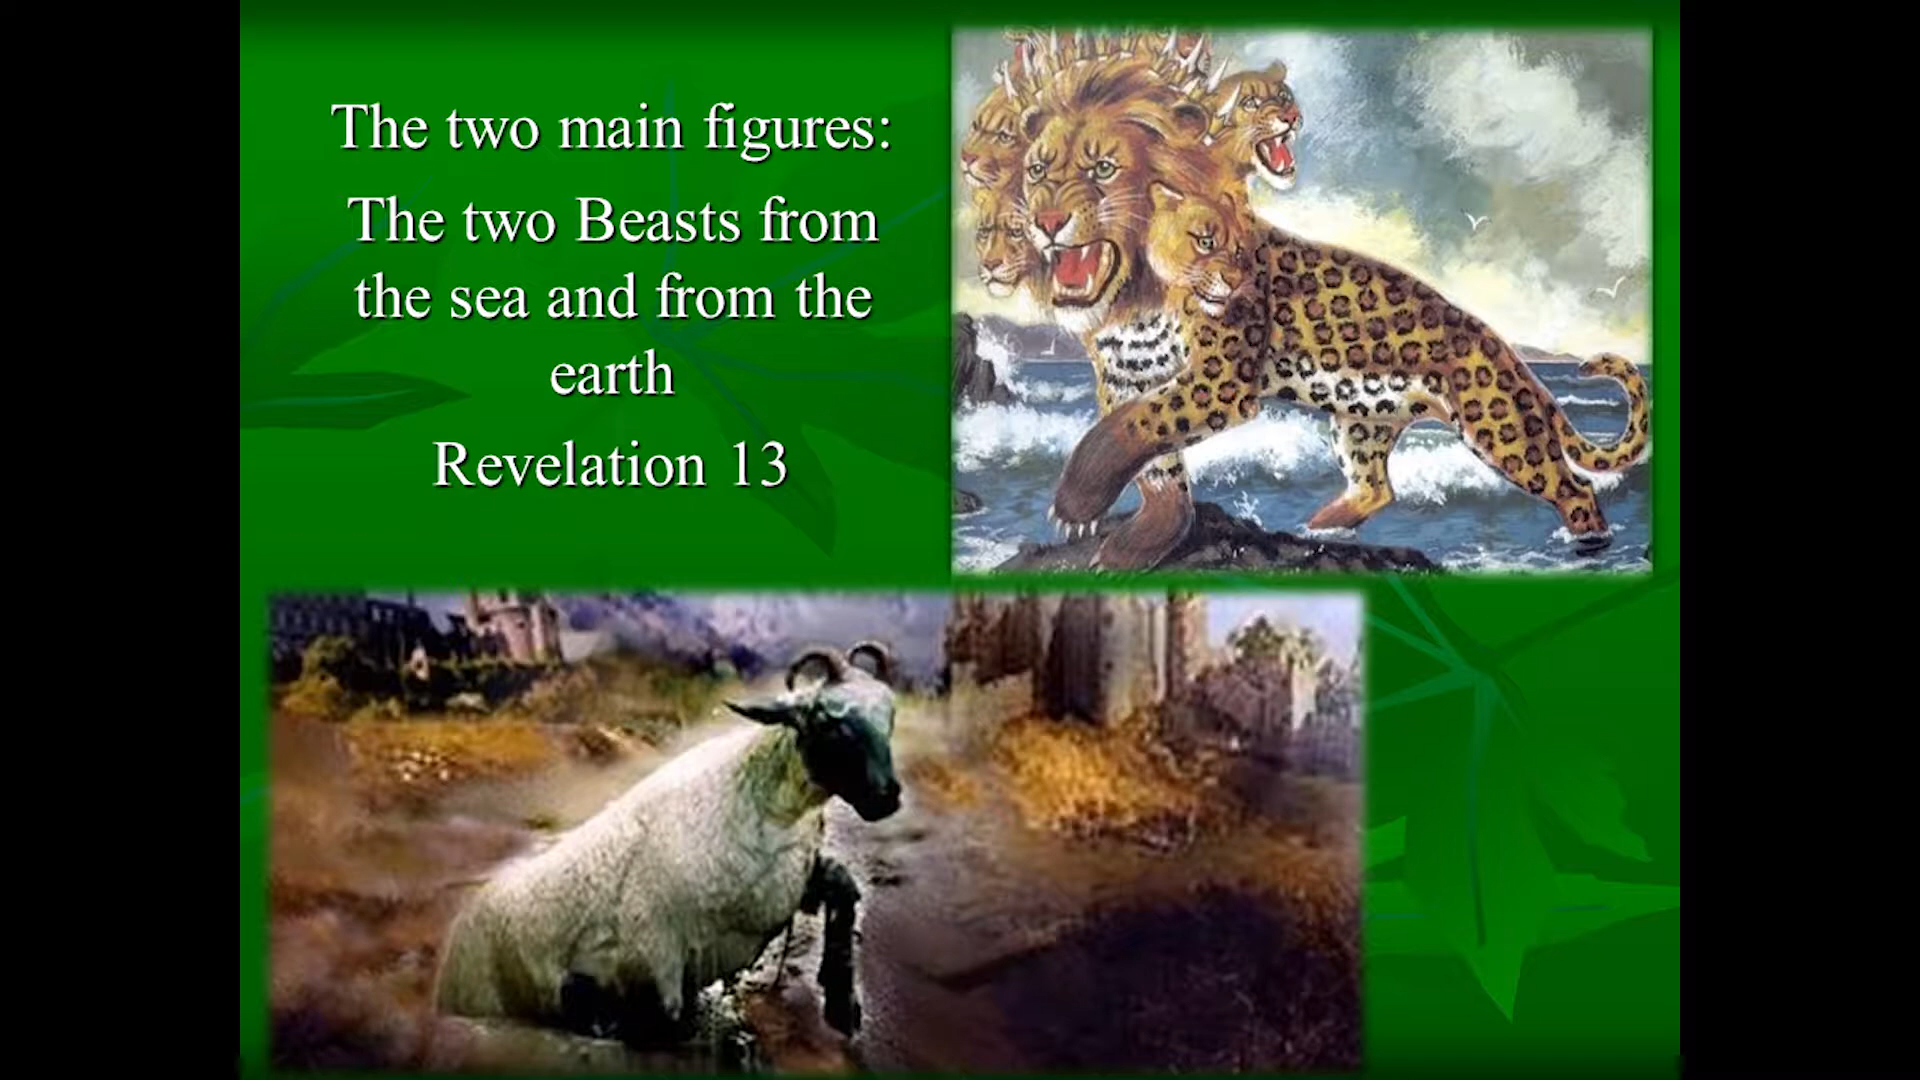 The two main figures:
The two Beasts from
the sea and from the
earth
Revelation 13